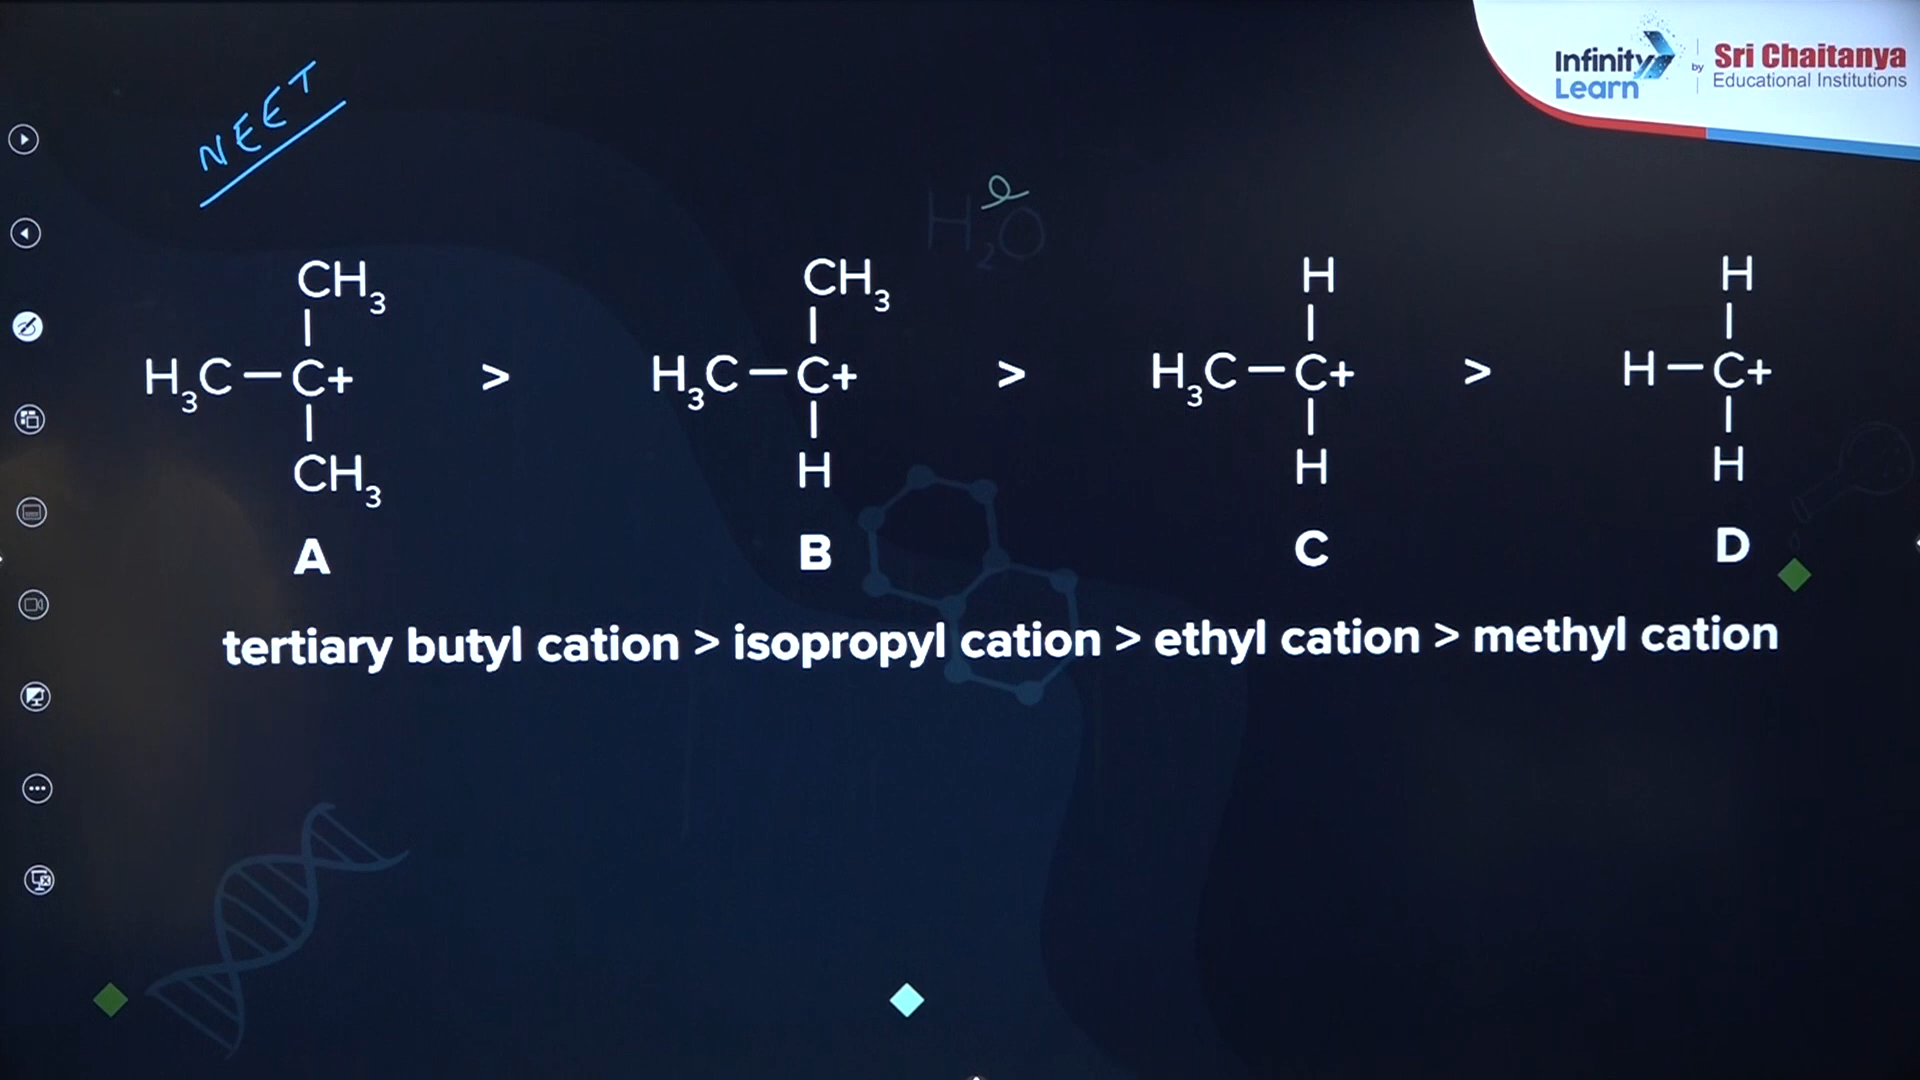 Infinity Learn by Sri Chaitanya Educational Institutions
NEET
H₂O
CH₃ CH₃ H H
| | | |
H₃C−C+ > H₃C−C+ > H₃C−C+ > H−C+
| | | |
CH₃ H H H
A B C D
tertiary butyl cation > isopropyl cation > ethyl cation > methyl cation